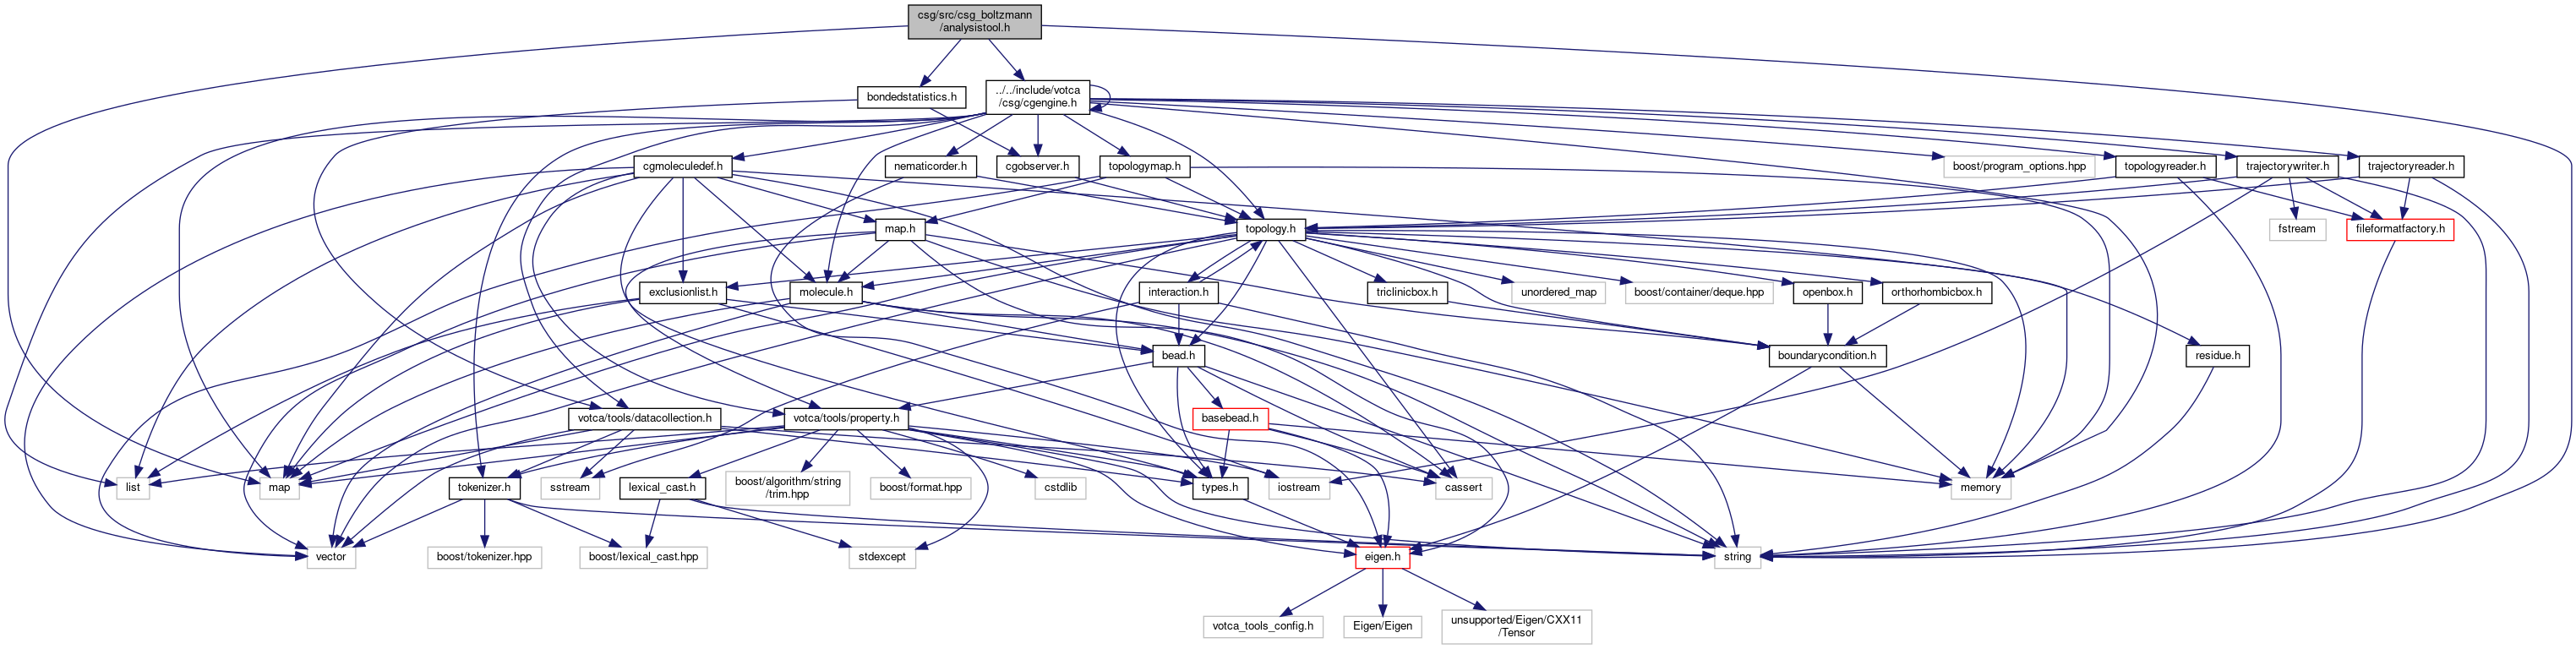 csg/src/csg_boltzmann
/analysistool.h
bondedstatistics.h
../../include/votca
/csg/cgengine.h
cgmoleculedef.h
nematicorder.h
cgobserver.h
topologymap.h
boost/program_options.hpp
topologyreader.h
trajectorywriter.h
trajectoryreader.h
map.h
topology.h
fstream
fileformatfactory.h
exclusionlist.h
molecule.h
interaction.h
triclinicbox.h
unordered_map
boost/container/deque.hpp
openbox.h
orthorhombicbox.h
bead.h
boundarycondition.h
residue.h
votca/tools/datacollection.h
votca/tools/property.h
basebead.h
list
map
tokenizer.h
sstream
lexical_cast.h
boost/algorithm/string
/trim.hpp
boost/format.hpp
cstdlib
types.h
iostream
cassert
memory
vector
boost/tokenizer.hpp
boost/lexical_cast.hpp
stdexcept
eigen.h
string
votca_tools_config.h
Eigen/Eigen
unsupported/Eigen/CXX11
/Tensor